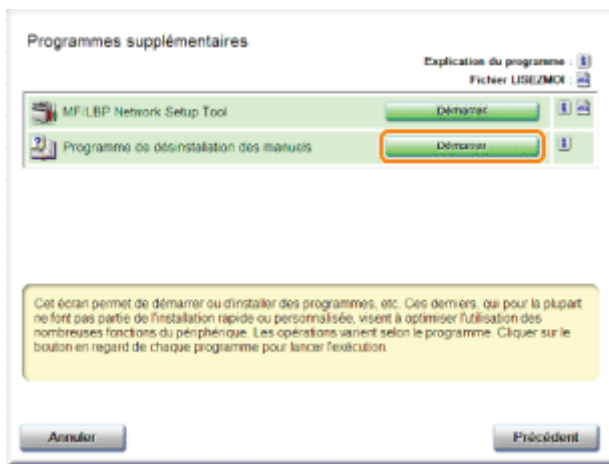 Programmes supplémentaires
Explication du programme :
Fichier LISEZMOI :
MF/LBP Network Setup Tool
Démarrer
Programme de désinstallation des manuels
Démarrer
Cet écran permet de démarrer ou d'installer des programmes, etc. Ces derniers, qui pour la plupart
ne font pas partie de l'installation rapide ou personnalisée, visent à optimiser l'utilisation des
nombreuses fonctions du périphérique. Les opérations varient selon le programme. Cliquer sur le
bouton en regard de chaque programme pour lancer l'exécution.
Annuler
Précédent